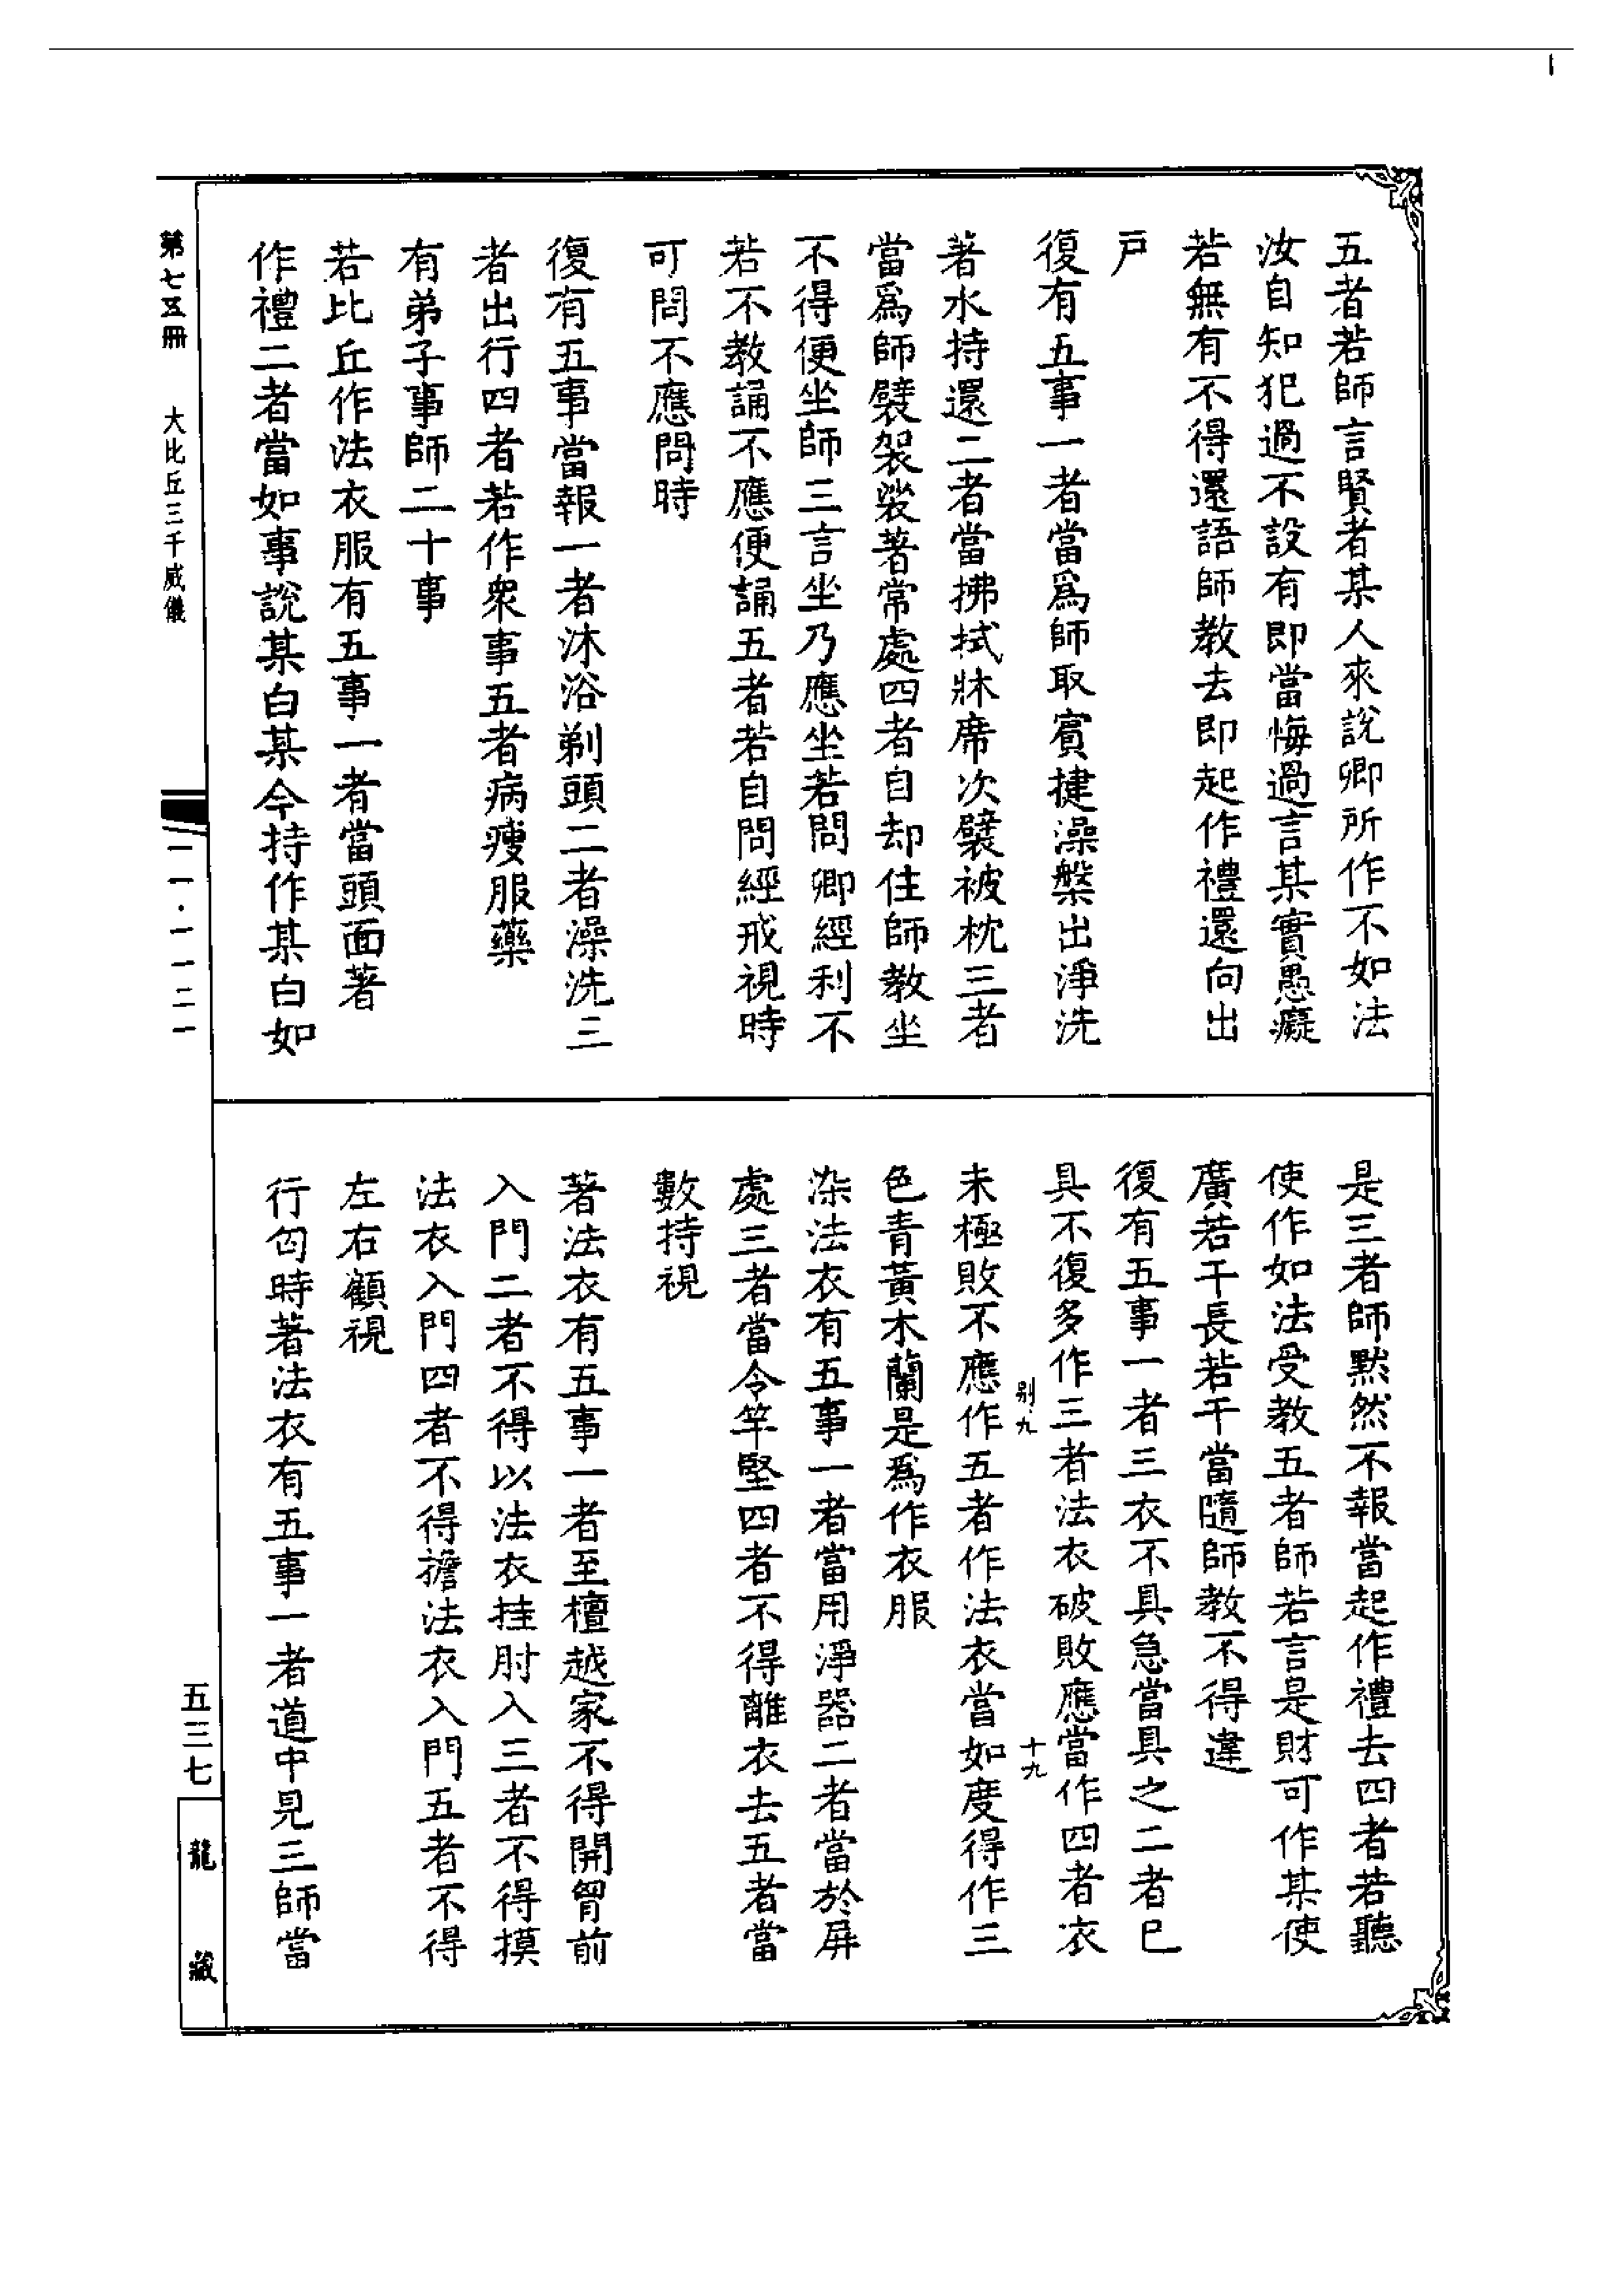 五者若師言賢者某人來說卿所作不如法
汝自知犯過不設有即當悔過言某實愚癡
若無有不得還語師教去即起作禮還向出
戶
復有五事一者當爲師取賓揵澡槃出淨洗
著水持還二者當拂拭牀席次襞被枕三者
當爲師襞袈裟著常處四者自却住師教坐
不得便坐師三言坐乃應坐若問卿經利不
若不教誦不應便誦五者若自問經戒視時
可問不應問時
復有五事當報一者沐浴剃頭二者澡洗三
者出行四者若作衆事五者病瘦服藥
有弟子事師二十事
若比丘作法衣服有五事一者當頭面著
作禮二者當如事說某白某今持作某白如
是三者師默然不報當起作禮去四者若聽
使作如法受教五者師若言是財可作某使
廣若干長若干當隨師教不得違
復有五事一者三衣不具急當具之二者已
具不復多作三者法衣破敗應當作四者衣
别九
十九
未極敗不應作五者作法衣當如度得作三
色青黃木蘭是爲作衣服
染法衣有五事一者當用淨器二者當於屏
處三者當令竿堅四者不得離衣去五者當
數持視
著法衣有五事一者至檀越家不得開胷前
入門二者不得以法衣挂肘入三者不得摸
法衣入門四者不得擔法衣入門五者不得
左右顧視
行匃時著法衣有五事一者道中見三師當
第七五冊
大比丘三千威儀
一一·一一二一
五三七
龍藏